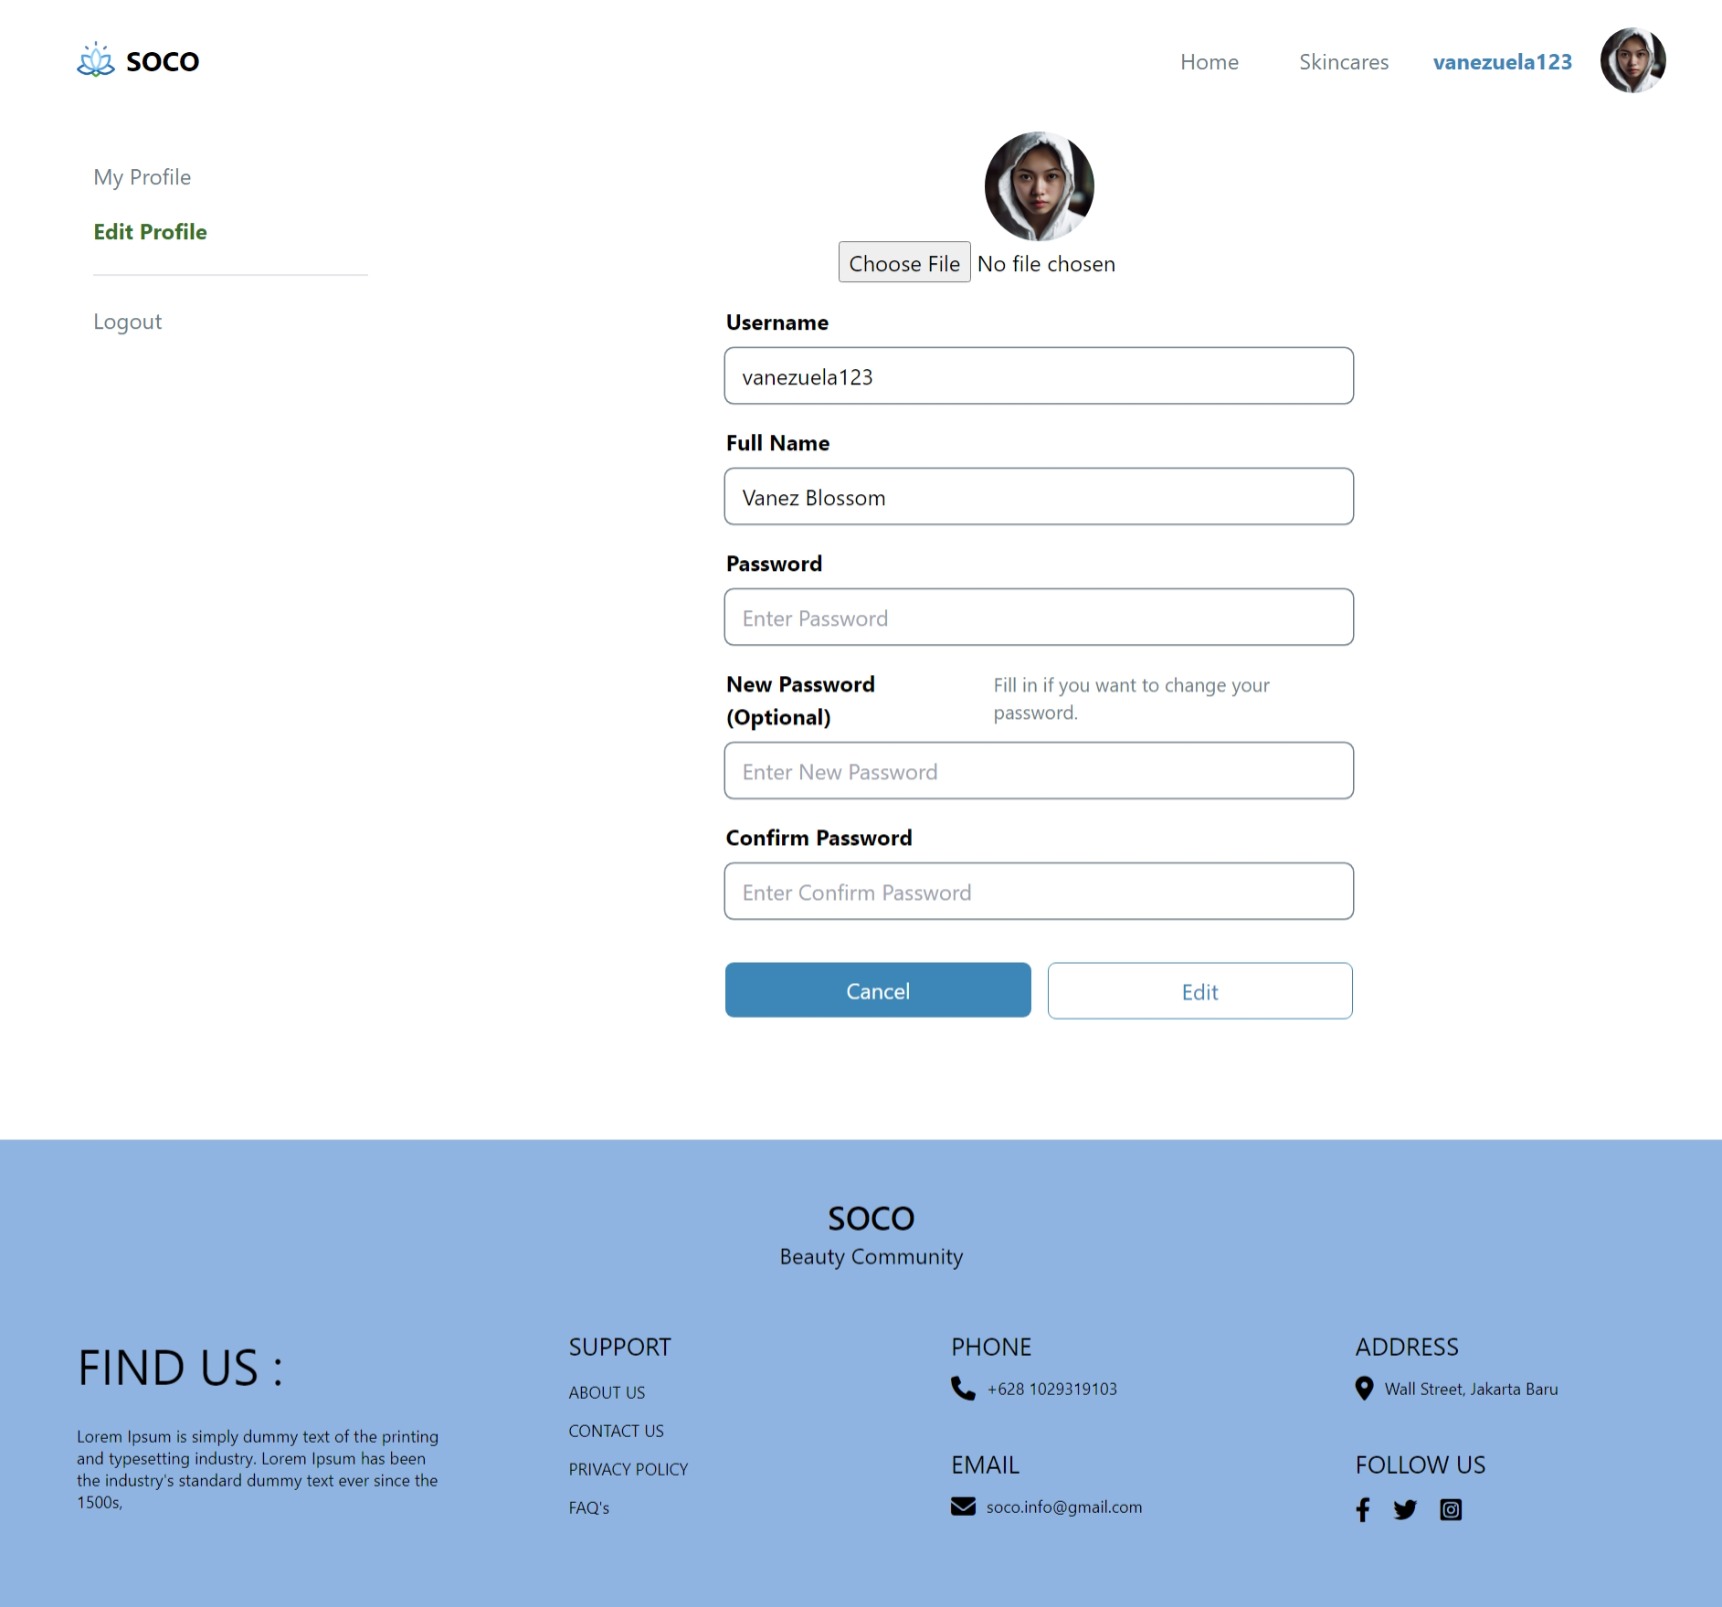 SOCO
Home
Skincares
vanezuela123
My Profile
Edit Profile
Logout
Choose File No file chosen
Username
vanezuela123
Full Name
Vanez Blossom
Password
Enter Password
New Password
(Optional)
Fill in if you want to change your
password.
Enter New Password
Confirm Password
Enter Confirm Password
Cancel
Edit
SOCO
Beauty Community
FIND US :
Lorem Ipsum is simply dummy text of the printing
and typesetting industry. Lorem Ipsum has been
the industry's standard dummy text ever since the
1500s,
SUPPORT
ABOUT US
CONTACT US
PRIVACY POLICY
FAQ's
PHONE
+628 1029319103
EMAIL
soco.info@gmail.com
ADDRESS
Wall Street, Jakarta Baru
FOLLOW US